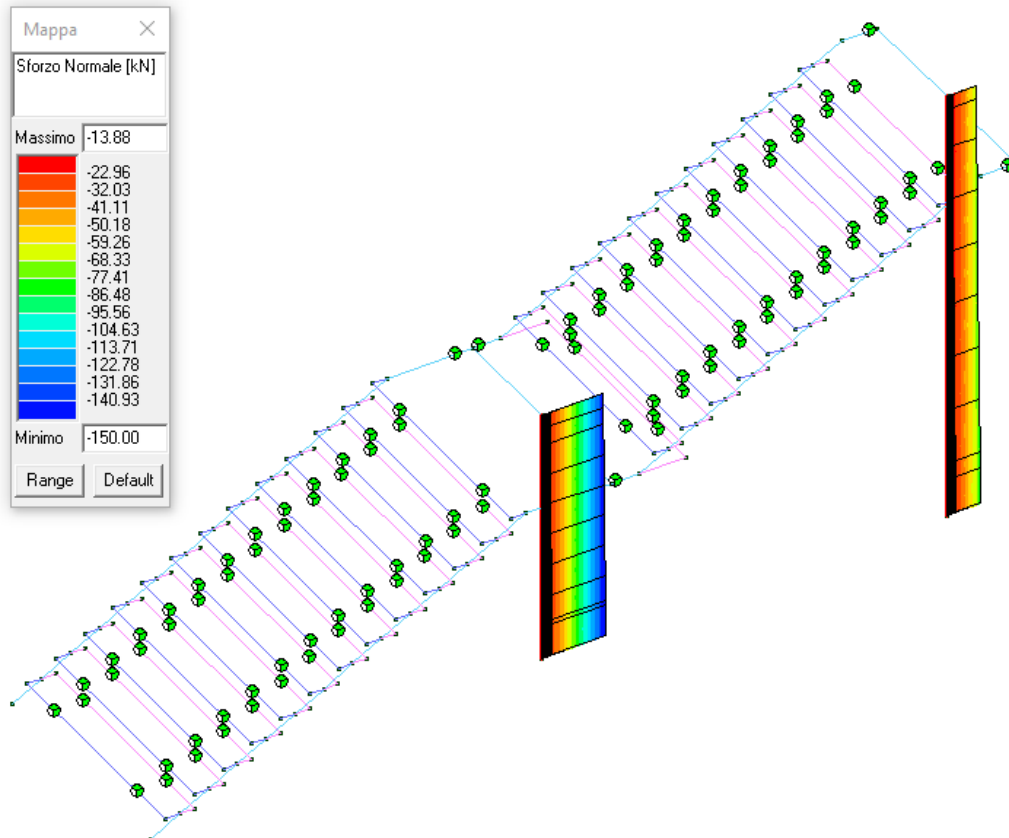 Mappa
Sforzo Normale [kN]
Massimo -13.88
-22.96
-32.03
-41.11
-50.18
-59.26
-68.33
-77.41
-86.48
-95.56
-104.63
-113.71
-122.78
-131.86
-140.93
Minimo -150.00
Range Default